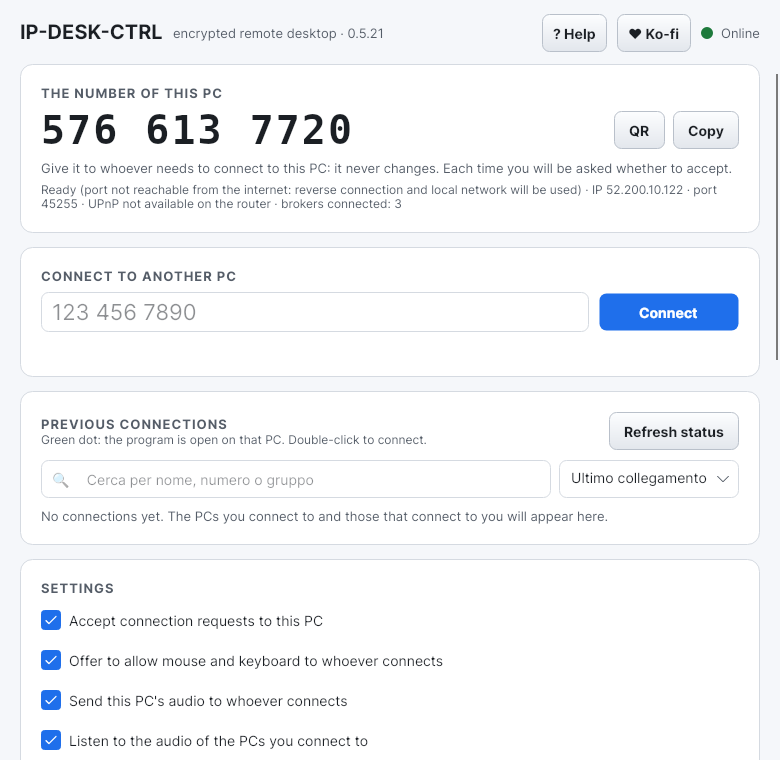 IP-DESK-CTRL encrypted remote desktop · 0.5.21 ? Help ♥ Ko-fi Online
THE NUMBER OF THIS PC
576 613 7720 QR Copy
Give it to whoever needs to connect to this PC: it never changes. Each time you will be asked whether to accept.
Ready (port not reachable from the internet: reverse connection and local network will be used) · IP 52.200.10.122 · port
45255 · UPnP not available on the router · brokers connected: 3
CONNECT TO ANOTHER PC
123 456 7890 Connect
PREVIOUS CONNECTIONS
Green dot: the program is open on that PC. Double-click to connect.
Refresh status
Cerca per nome, numero o gruppo Ultimo collegamento
No connections yet. The PCs you connect to and those that connect to you will appear here.
SETTINGS
Accept connection requests to this PC
Offer to allow mouse and keyboard to whoever connects
Send this PC's audio to whoever connects
Listen to the audio of the PCs you connect to